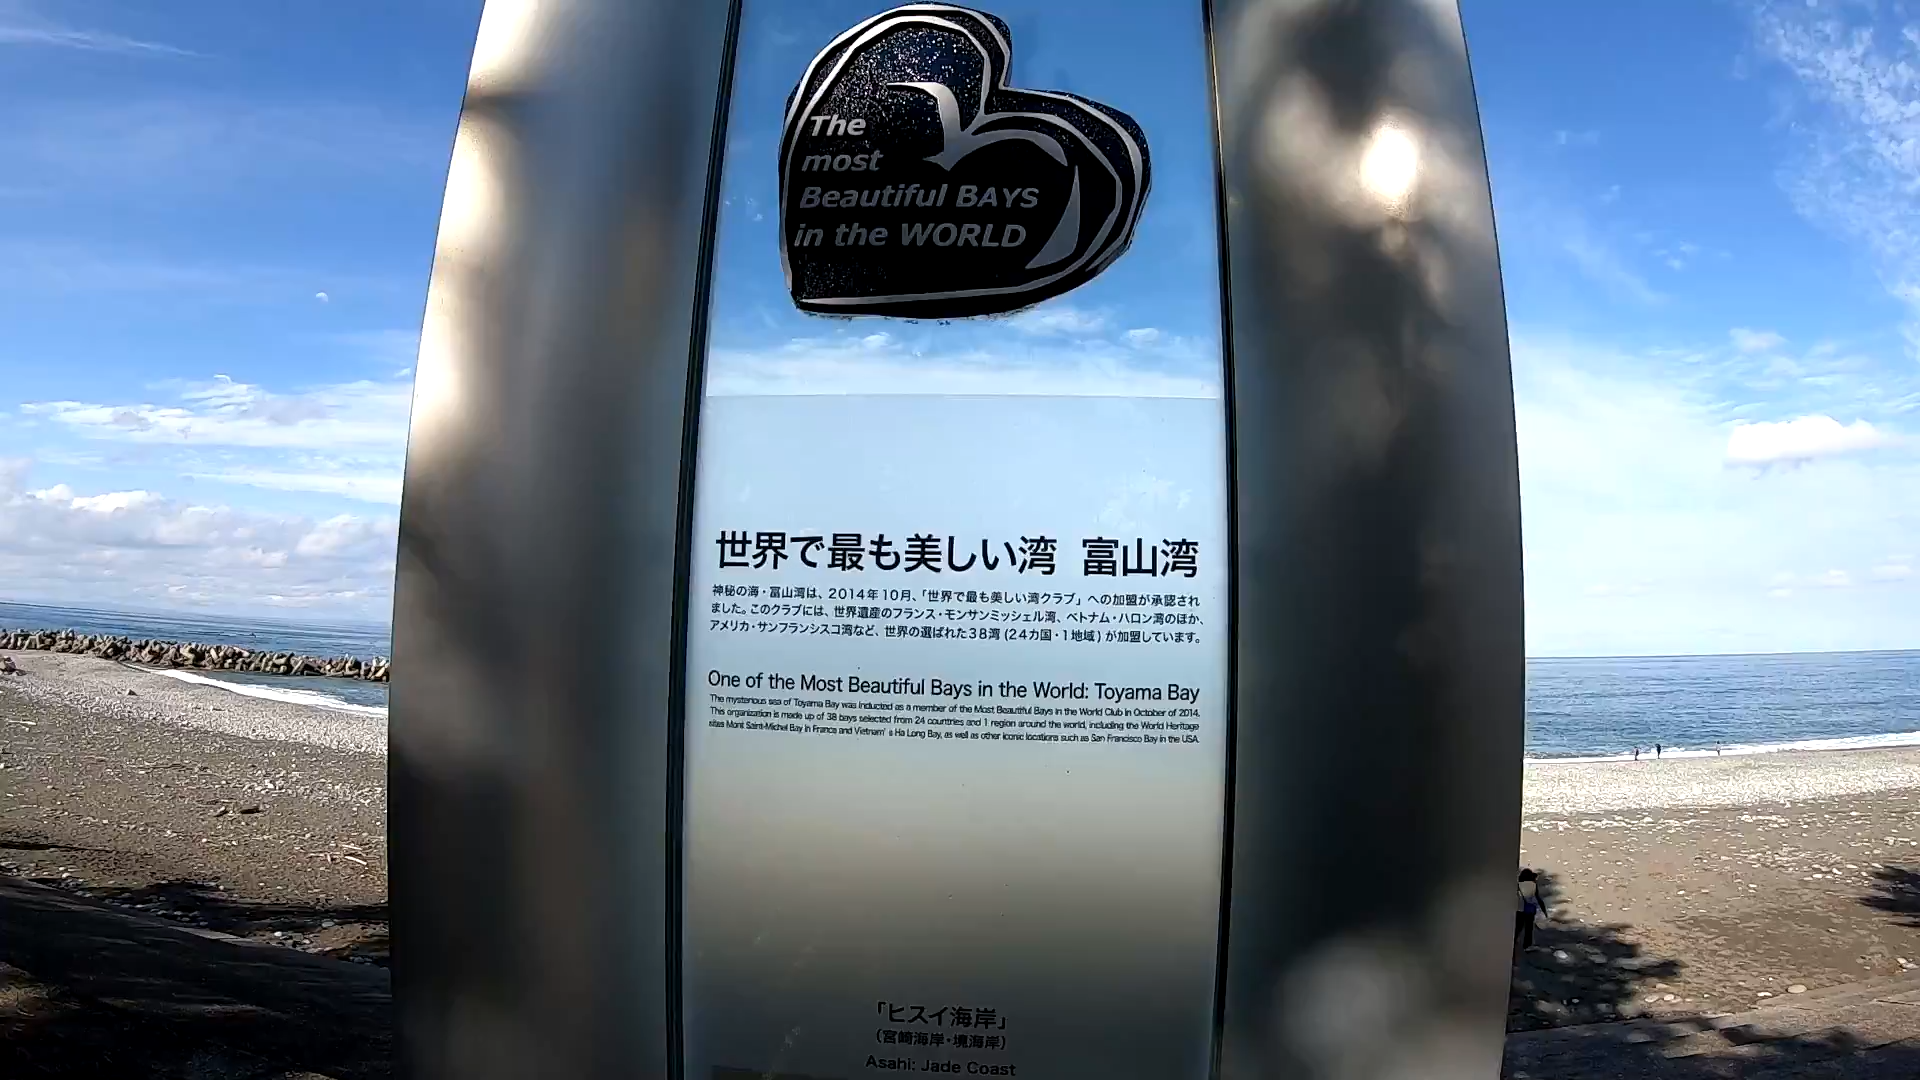 The
most
Beautiful BAYS
in the WORLD
世界で最も美しい湾 富山湾
神秘の海・富山湾は、2014年10月、「世界で最も美しい湾クラブ」への加盟が承認され
ました。このクラブには、世界遺産のフランス・モンサンミッシェル湾、ベトナム・ハロン湾のほか、
アメリカ・サンフランシスコ湾など、世界の選ばれた38湾(24カ国・1地域)が加盟しています。
One of the Most Beautiful Bays in the World: Toyama Bay
The mysterious sea of Toyama Bay was inducted as a member of the Most Beautiful Bays in the World Club in October of 2014.
This organization is made up of 38 bays selected from 24 countries and 1 region around the world, including the World Heritage
sites Mont Saint-Michel Bay in France and Vietnam's Ha Long Bay, as well as other iconic locations such as San Francisco Bay in the USA.
「ヒスイ海岸」
(宮崎海岸・境海岸)
Asahi: Jade Coast